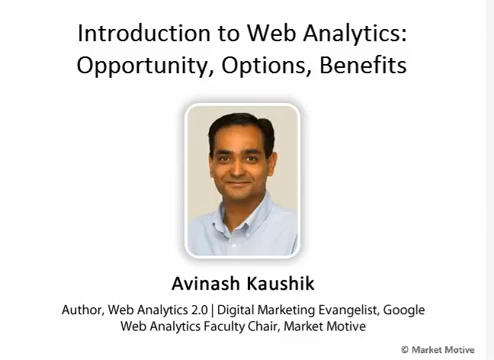 Introduction to Web Analytics:
Opportunity, Options, Benefits
Avinash Kaushik
Author, Web Analytics 2.0 | Digital Marketing Evangelist, Google
Web Analytics Faculty Chair, Market Motive
© Market Motive